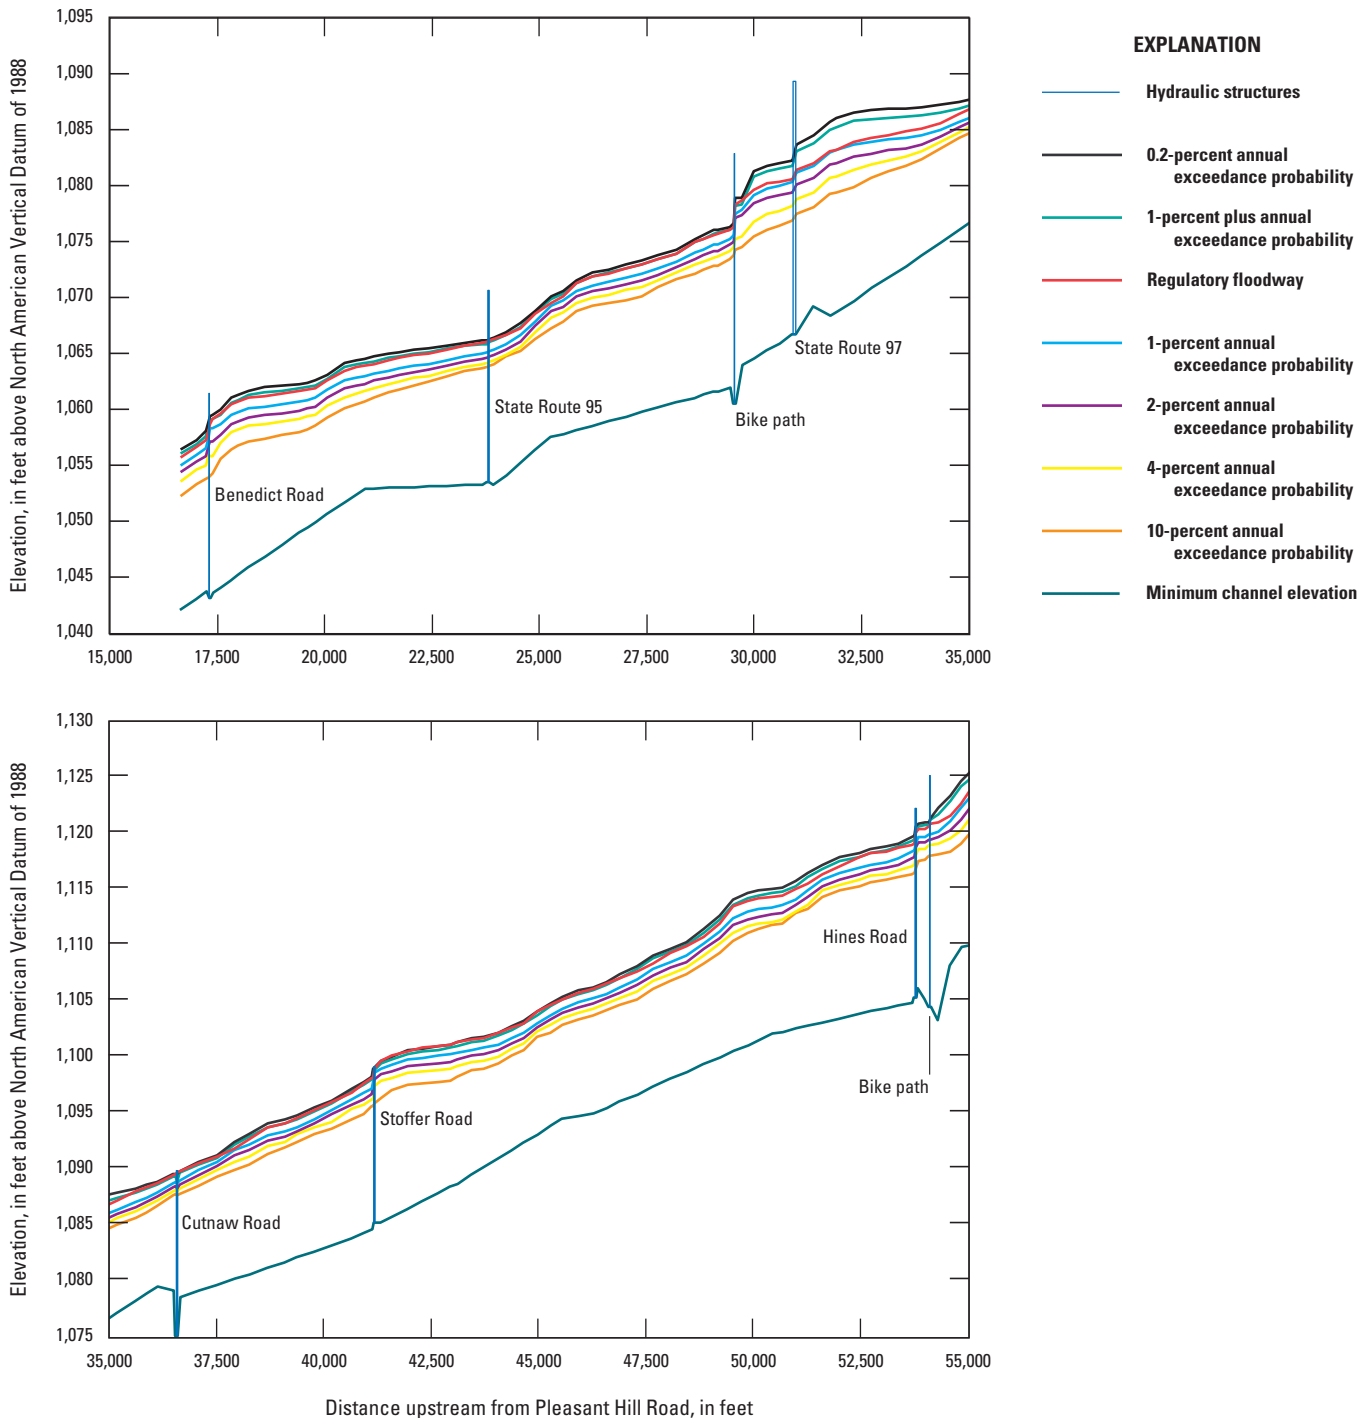 1,095
1,090
1,085
1,080
1,075
1,070
1,065
1,060
1,055
1,050
1,045
1,040
Elevation, in feet above North American Vertical Datum of 1988
Benedict Road
State Route 95
Bike path
State Route 97
15,000 17,500 20,000 22,500 25,000 27,500 30,000 32,500 35,000
EXPLANATION
Hydraulic structures
0.2-percent annual
exceedance probability
1-percent plus annual
exceedance probability
Regulatory floodway
1-percent annual
exceedance probability
2-percent annual
exceedance probability
4-percent annual
exceedance probability
10-percent annual
exceedance probability
Minimum channel elevation
1,130
1,125
1,120
1,115
1,110
1,105
1,100
1,095
1,090
1,085
1,080
1,075
Elevation, in feet above North American Vertical Datum of 1988
Cutnaw Road
Stoffer Road
Hines Road
Bike path
35,000 37,500 40,000 42,500 45,000 47,500 50,000 52,500 55,000
Distance upstream from Pleasant Hill Road, in feet